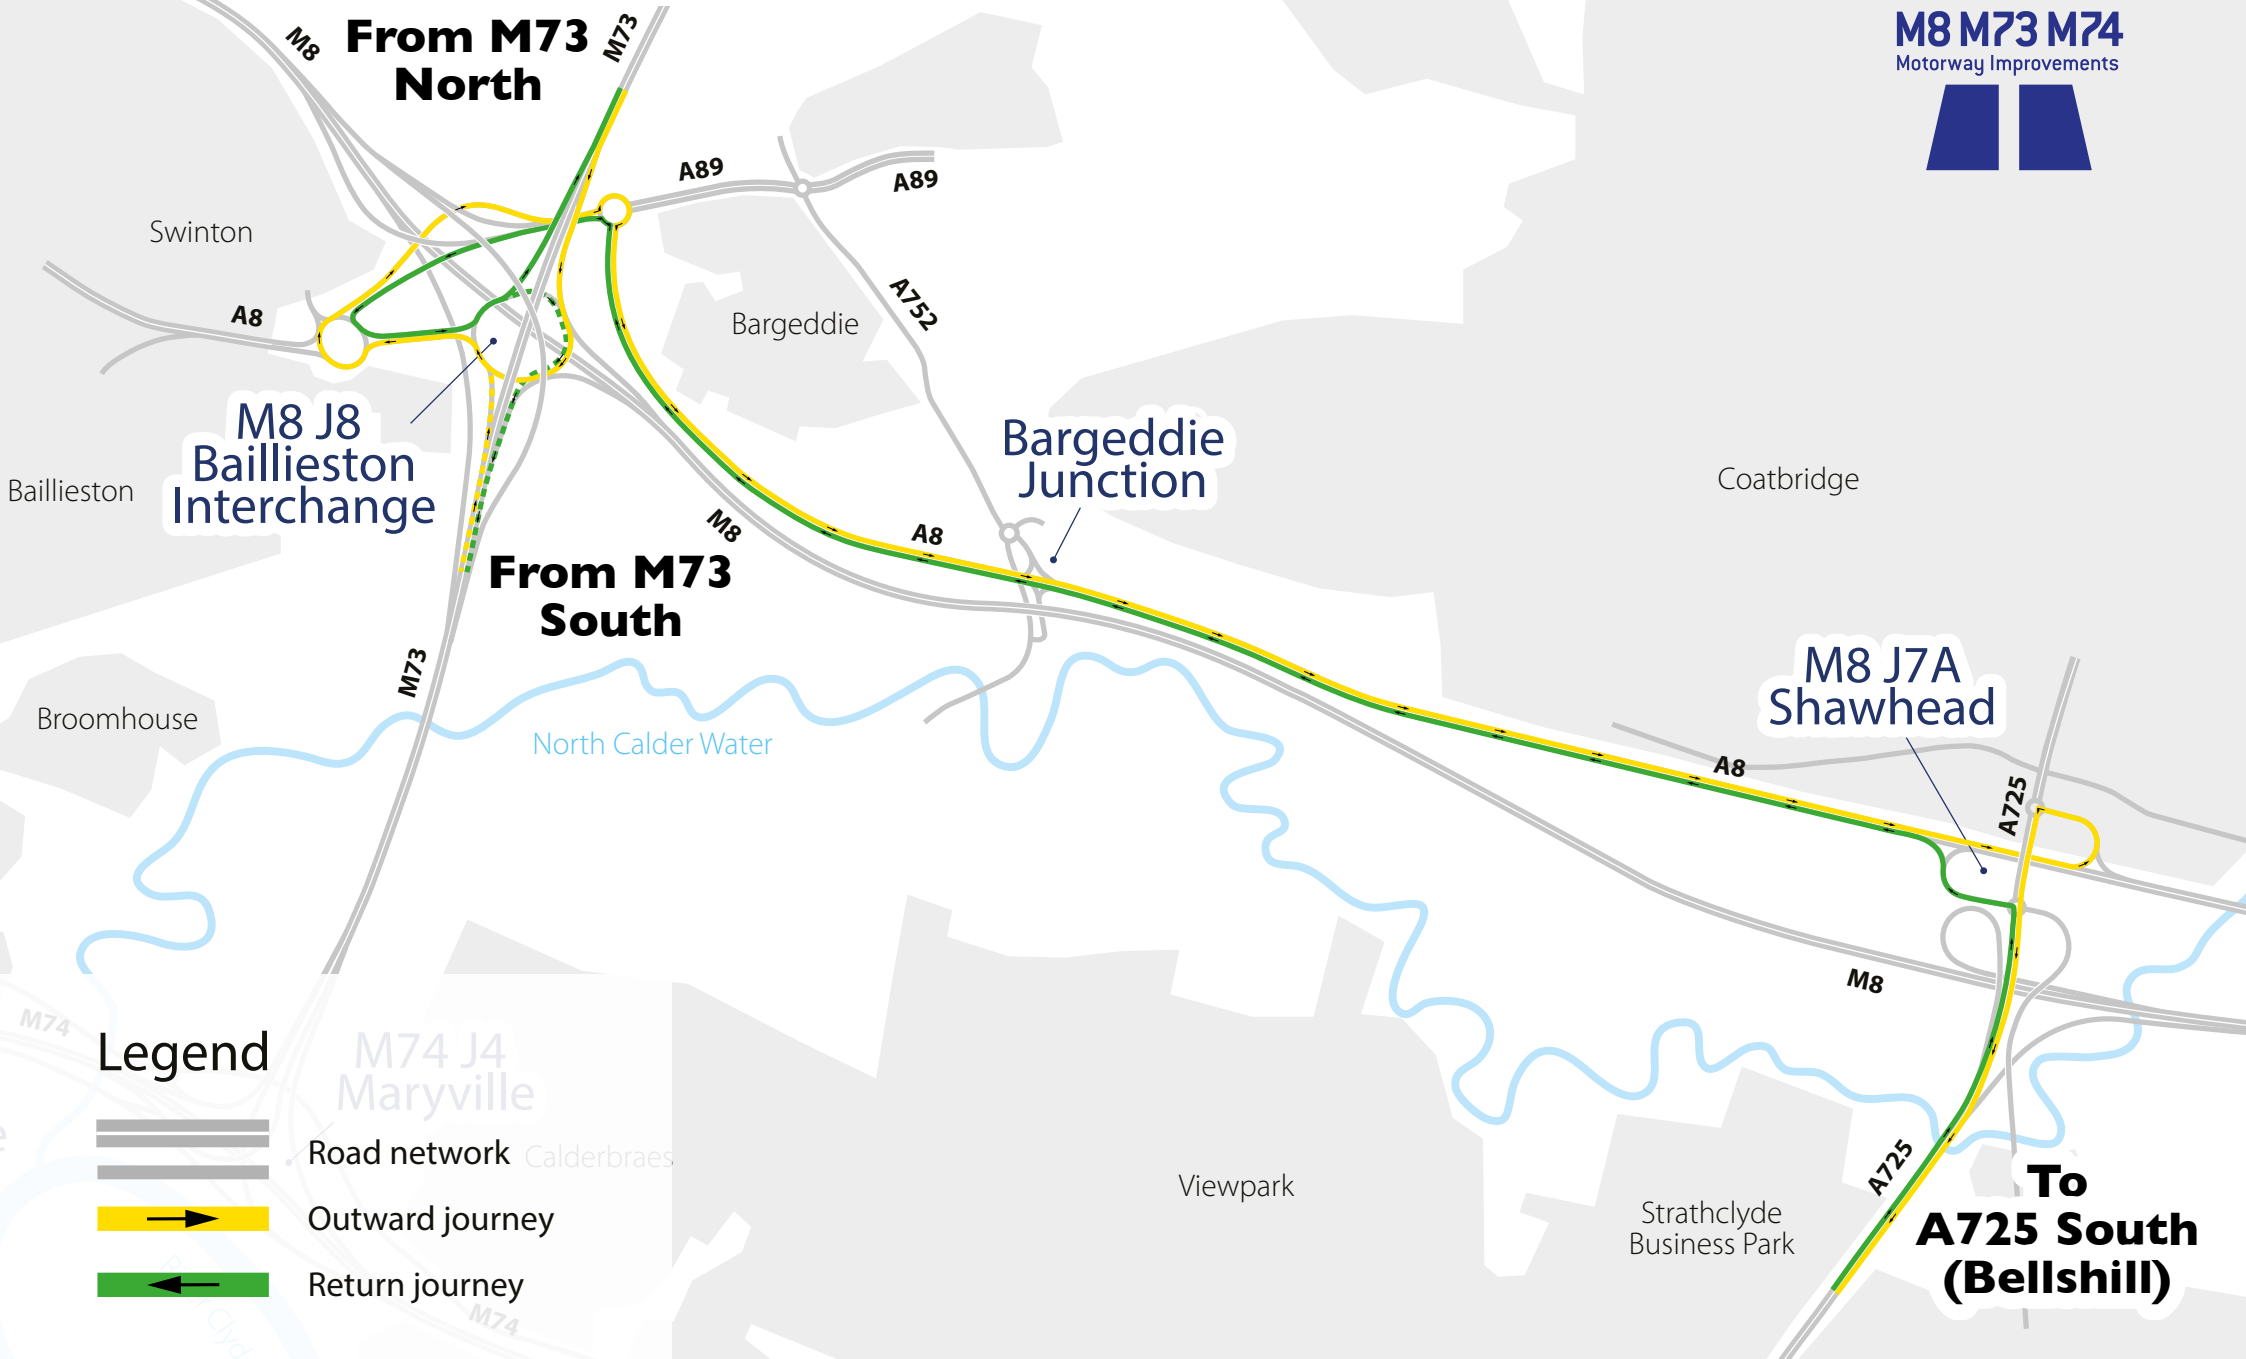 M8
From M73
North
M73
M8 M73 M74
Motorway Improvements
A89
A89
Swinton
A8
A752
Bargeddie
M8 J8
Baillieston
Interchange
Baillieston
Bargeddie
Junction
Coatbridge
M8
A8
From M73
South
M73
Broomhouse
North Calder Water
M8 J7A
Shawhead
A8
A725
M8
M74
Legend
M74 J4
Maryville
Road network
Calderbraes
Outward journey
Return journey
M74
Viewpark
Strathclyde
Business Park
A725
To
A725 South
(Bellshill)